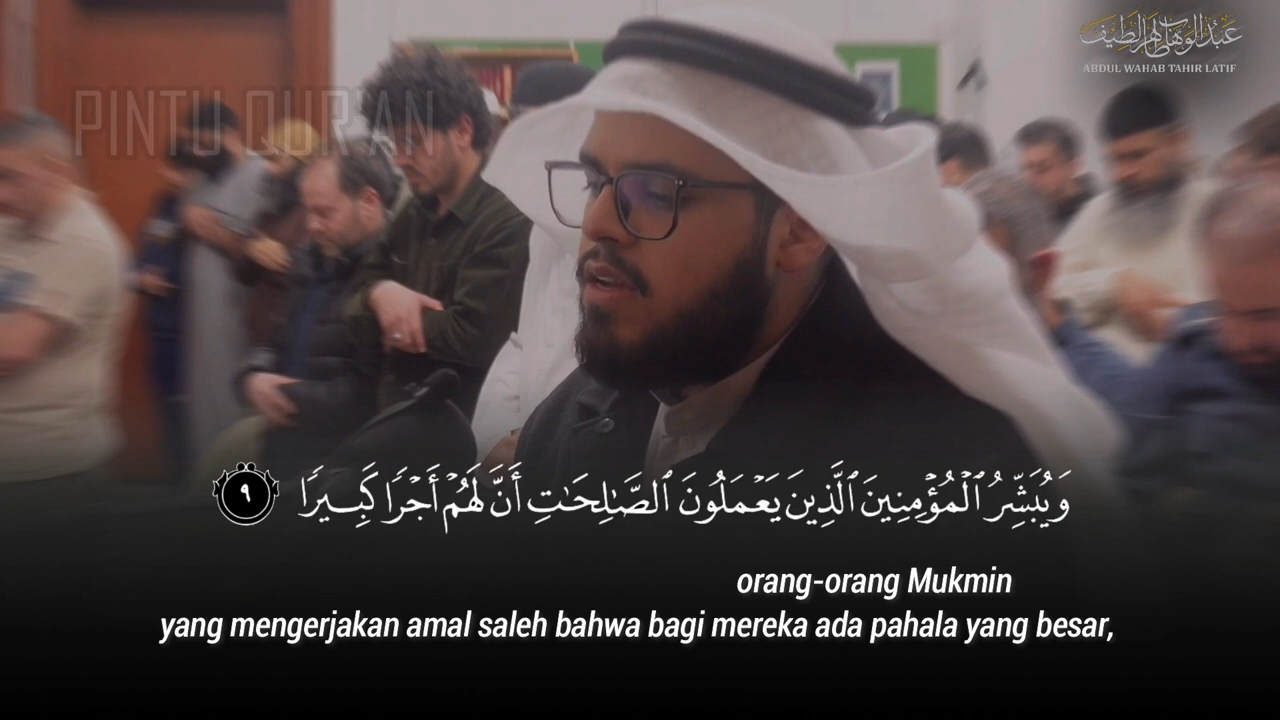 عبد الوهاب طاهر لطيف
ABDUL WAHAB TAHIR LATIF
PINTU QUR'AN
وَيُبَشِّرُ ٱلْمُؤْمِنِينَ ٱلَّذِينَ يَعْمَلُونَ ٱلصَّـٰلِحَـٰتِ أَنَّ لَهُمْ أَجْرًا كَبِيرًا ٩
orang-orang Mukmin
yang mengerjakan amal saleh bahwa bagi mereka ada pahala yang besar,